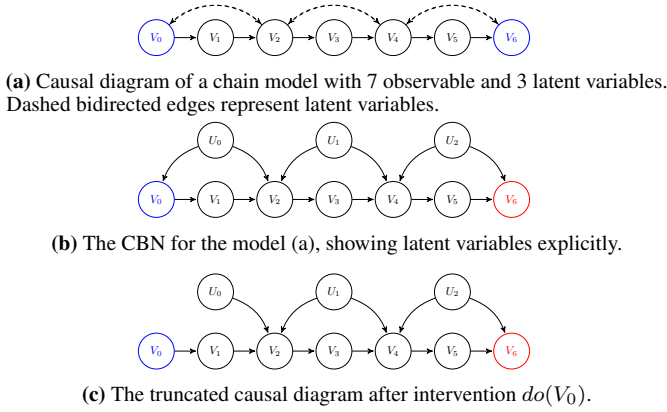 V₀ V₁ V₂ V₃ V₄ V₅ V₆
(a) Causal diagram of a chain model with 7 observable and 3 latent variables.
Dashed bidirected edges represent latent variables.
U₀ U₁ U₂
V₀ V₁ V₂ V₃ V₄ V₅ V₆
(b) The CBN for the model (a), showing latent variables explicitly.
U₀ U₁ U₂
V₀ V₁ V₂ V₃ V₄ V₅ V₆
(c) The truncated causal diagram after intervention do(V₀).